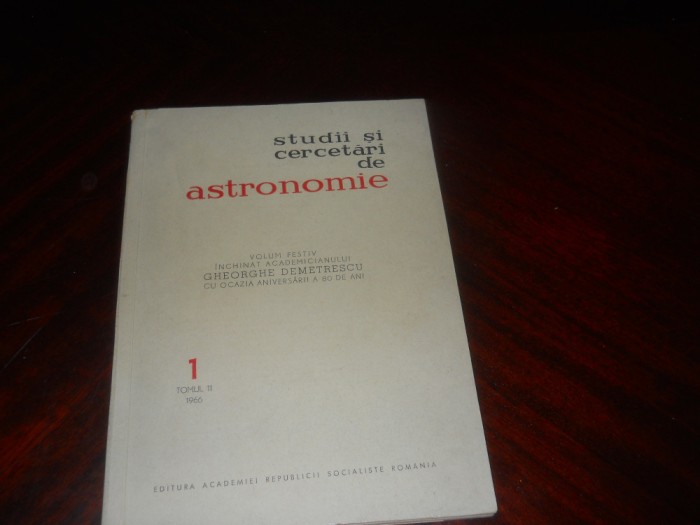 studii și
cercetări
de
astronomie
VOLUM FESTIV
ÎNCHINAT ACADEMICIANULUI
GHEORGHE DEMETRESCU
CU OCAZIA ANIVERSĂRII A 80 DE ANI
1
TOMUL 11
1966
EDITURA ACADEMIEI REPUBLICII SOCIALISTE ROMÂNIA